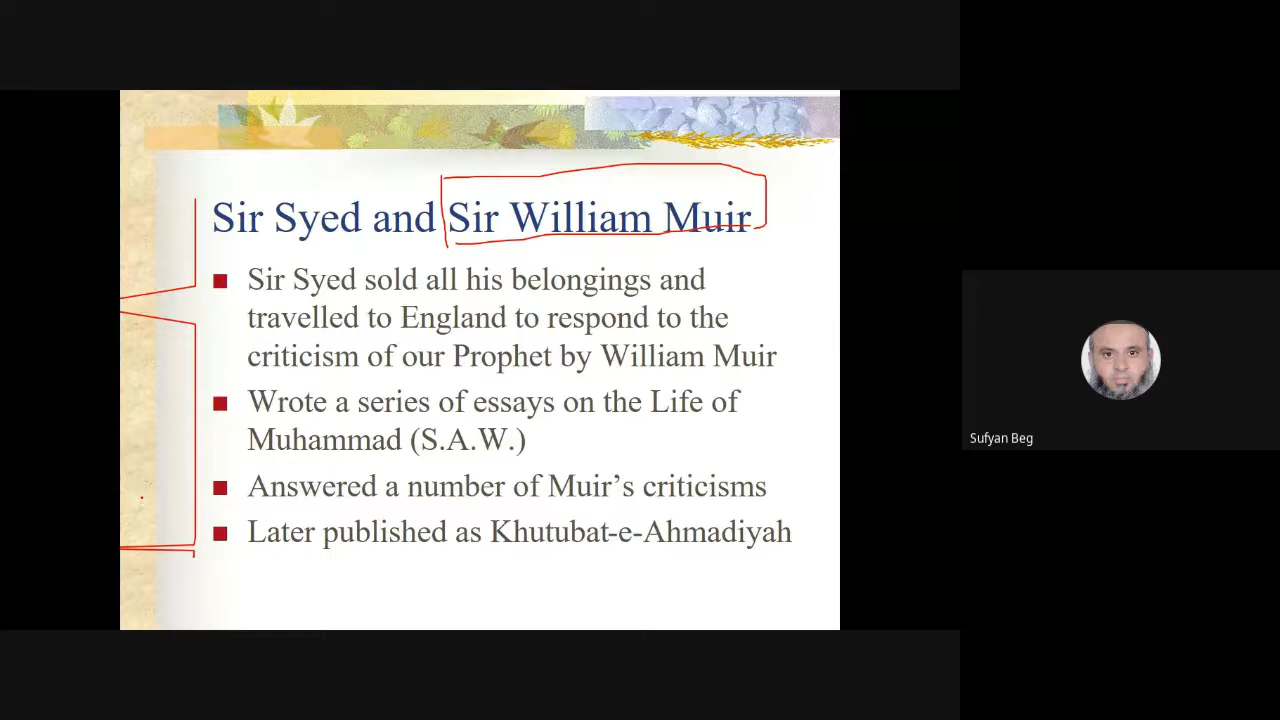 Sir Syed and Sir William Muir
Sir Syed sold all his belongings and
travelled to England to respond to the
criticism of our Prophet by William Muir
Wrote a series of essays on the Life of
Muhammad (S.A.W.)
Answered a number of Muir’s criticisms
Later published as Khutubat-e-Ahmadiyah
Sufyan Beg